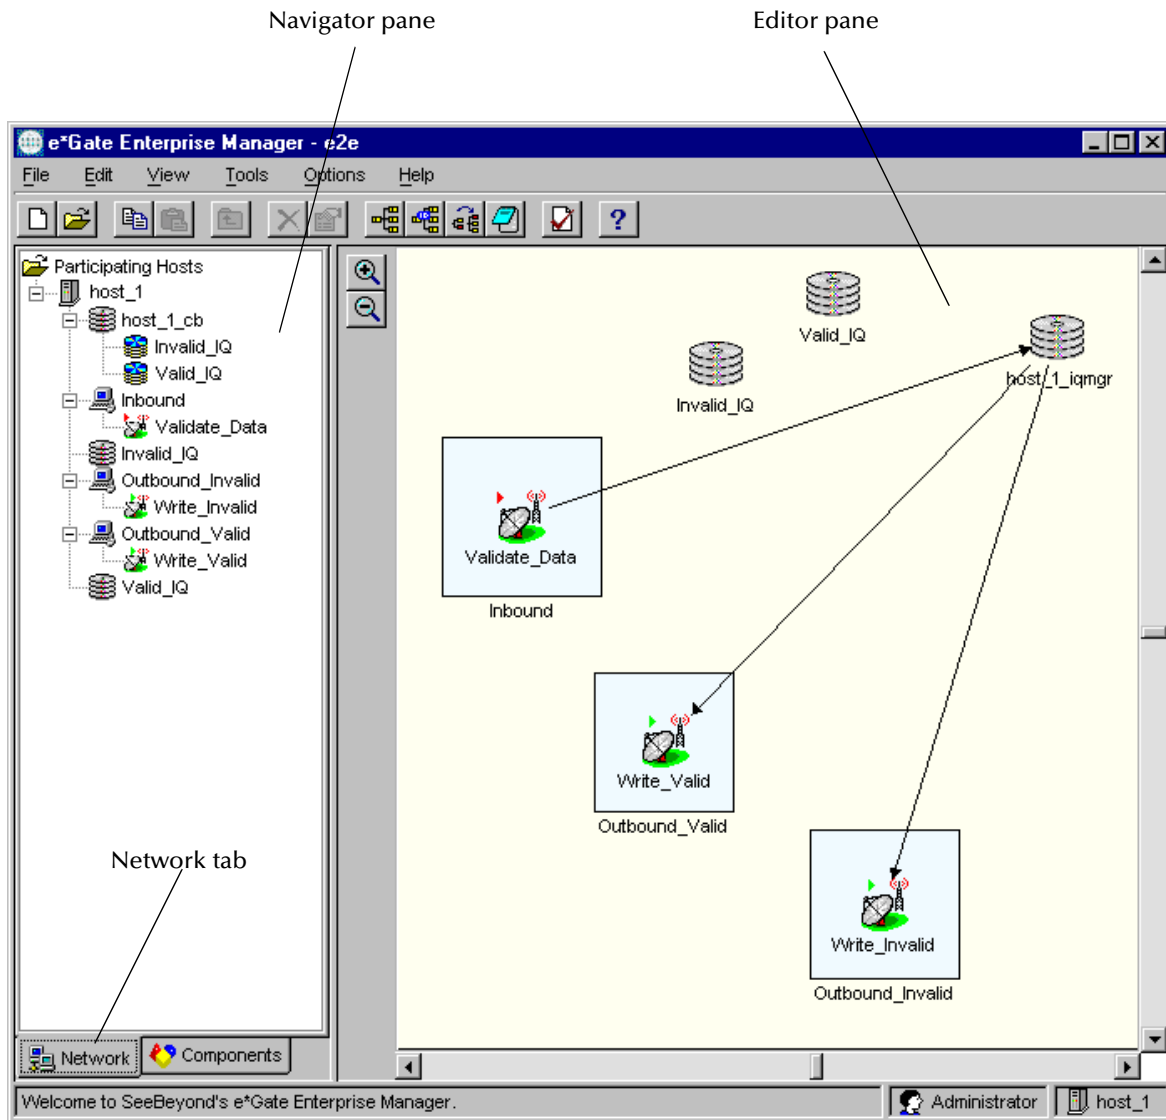 Navigator pane
Editor pane
e*Gate Enterprise Manager - e2e
File Edit View Tools Options Help
Participating Hosts
host_1
host_1_cb
Invalid_IQ
Valid_IQ
Inbound
Validate_Data
Invalid_IQ
Outbound_Invalid
Write_Invalid
Outbound_Valid
Write_Valid
Valid_IQ
Valid_IQ
host_1_iqmgr
Invalid_IQ
Validate_Data
Inbound
Write_Valid
Outbound_Valid
Write_Invalid
Outbound_Invalid
Network tab
Network
Components
Welcome to SeeBeyond's e*Gate Enterprise Manager.
Administrator
host_1